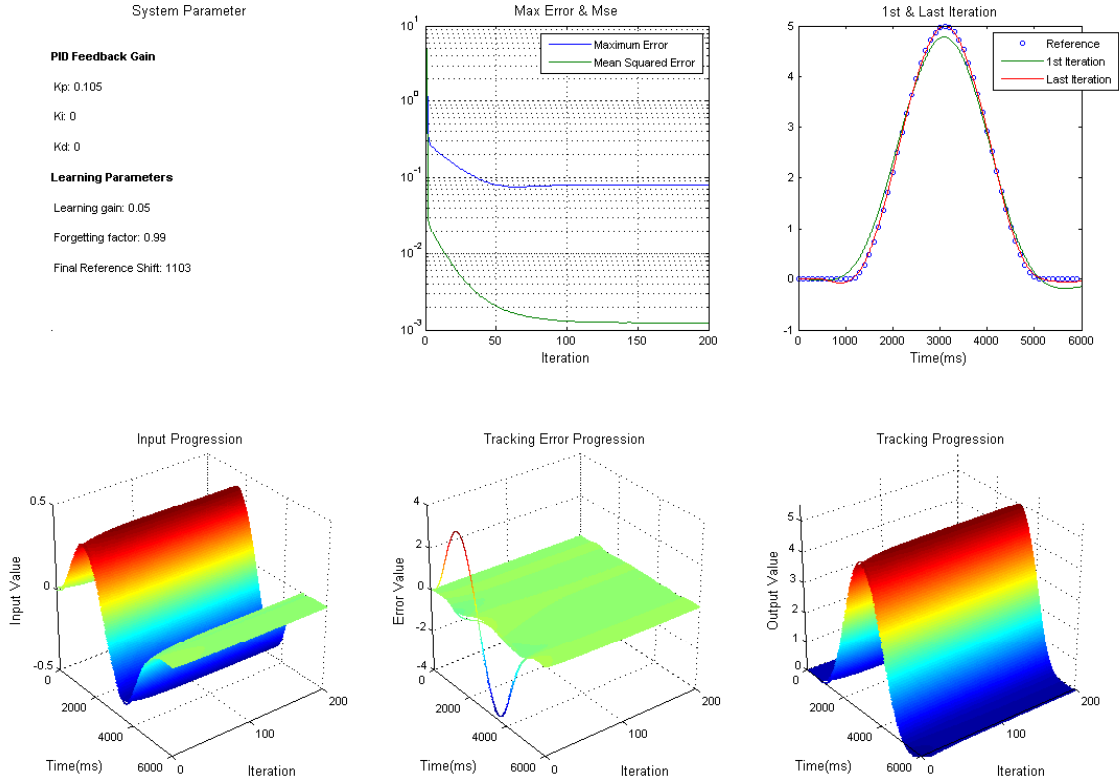 System Parameter
PID Feedback Gain
Kp: 0.105
Ki: 0
Kd: 0
Learning Parameters
Learning gain: 0.05
Forgetting factor: 0.99
Final Reference Shift: 1103
Max Error & Mse
Maximum Error
Mean Squared Error
10^1
10^0
10^-1
10^-2
10^-3
0 50 100 150 200
Iteration
1st & Last Iteration
Reference
1st Iteration
Last Iteration
5
4
3
2
1
0
-1
0 1000 2000 3000 4000 5000 6000
Time(ms)
Input Progression
Input Value
0.5
0
-0.5
0
2000
4000
6000
Time(ms)
0
100
200
Iteration
Tracking Error Progression
Error Value
4
2
0
-2
-4
0
2000
4000
6000
Time(ms)
0
100
200
Iteration
Tracking Progression
Output Value
5
4
3
2
1
0
0
2000
4000
6000
Time(ms)
0
100
200
Iteration